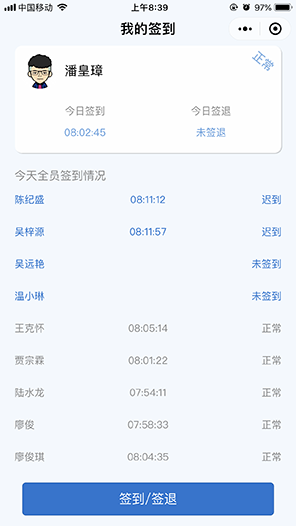 中国移动 上午8:39 97%
我的签到
正常
潘皇璋
今日签到 今日签退
08:02:45 未签退
今天全员签到情况
陈纪盛 08:11:12 迟到
吴梓源 08:11:57 迟到
吴远艳 未签到
温小琳 未签到
王克怀 08:05:14 正常
贾宗霖 08:01:22 正常
陆水龙 07:54:11 正常
廖俊 07:58:33 正常
廖俊琪 08:04:35 正常
签到/签退